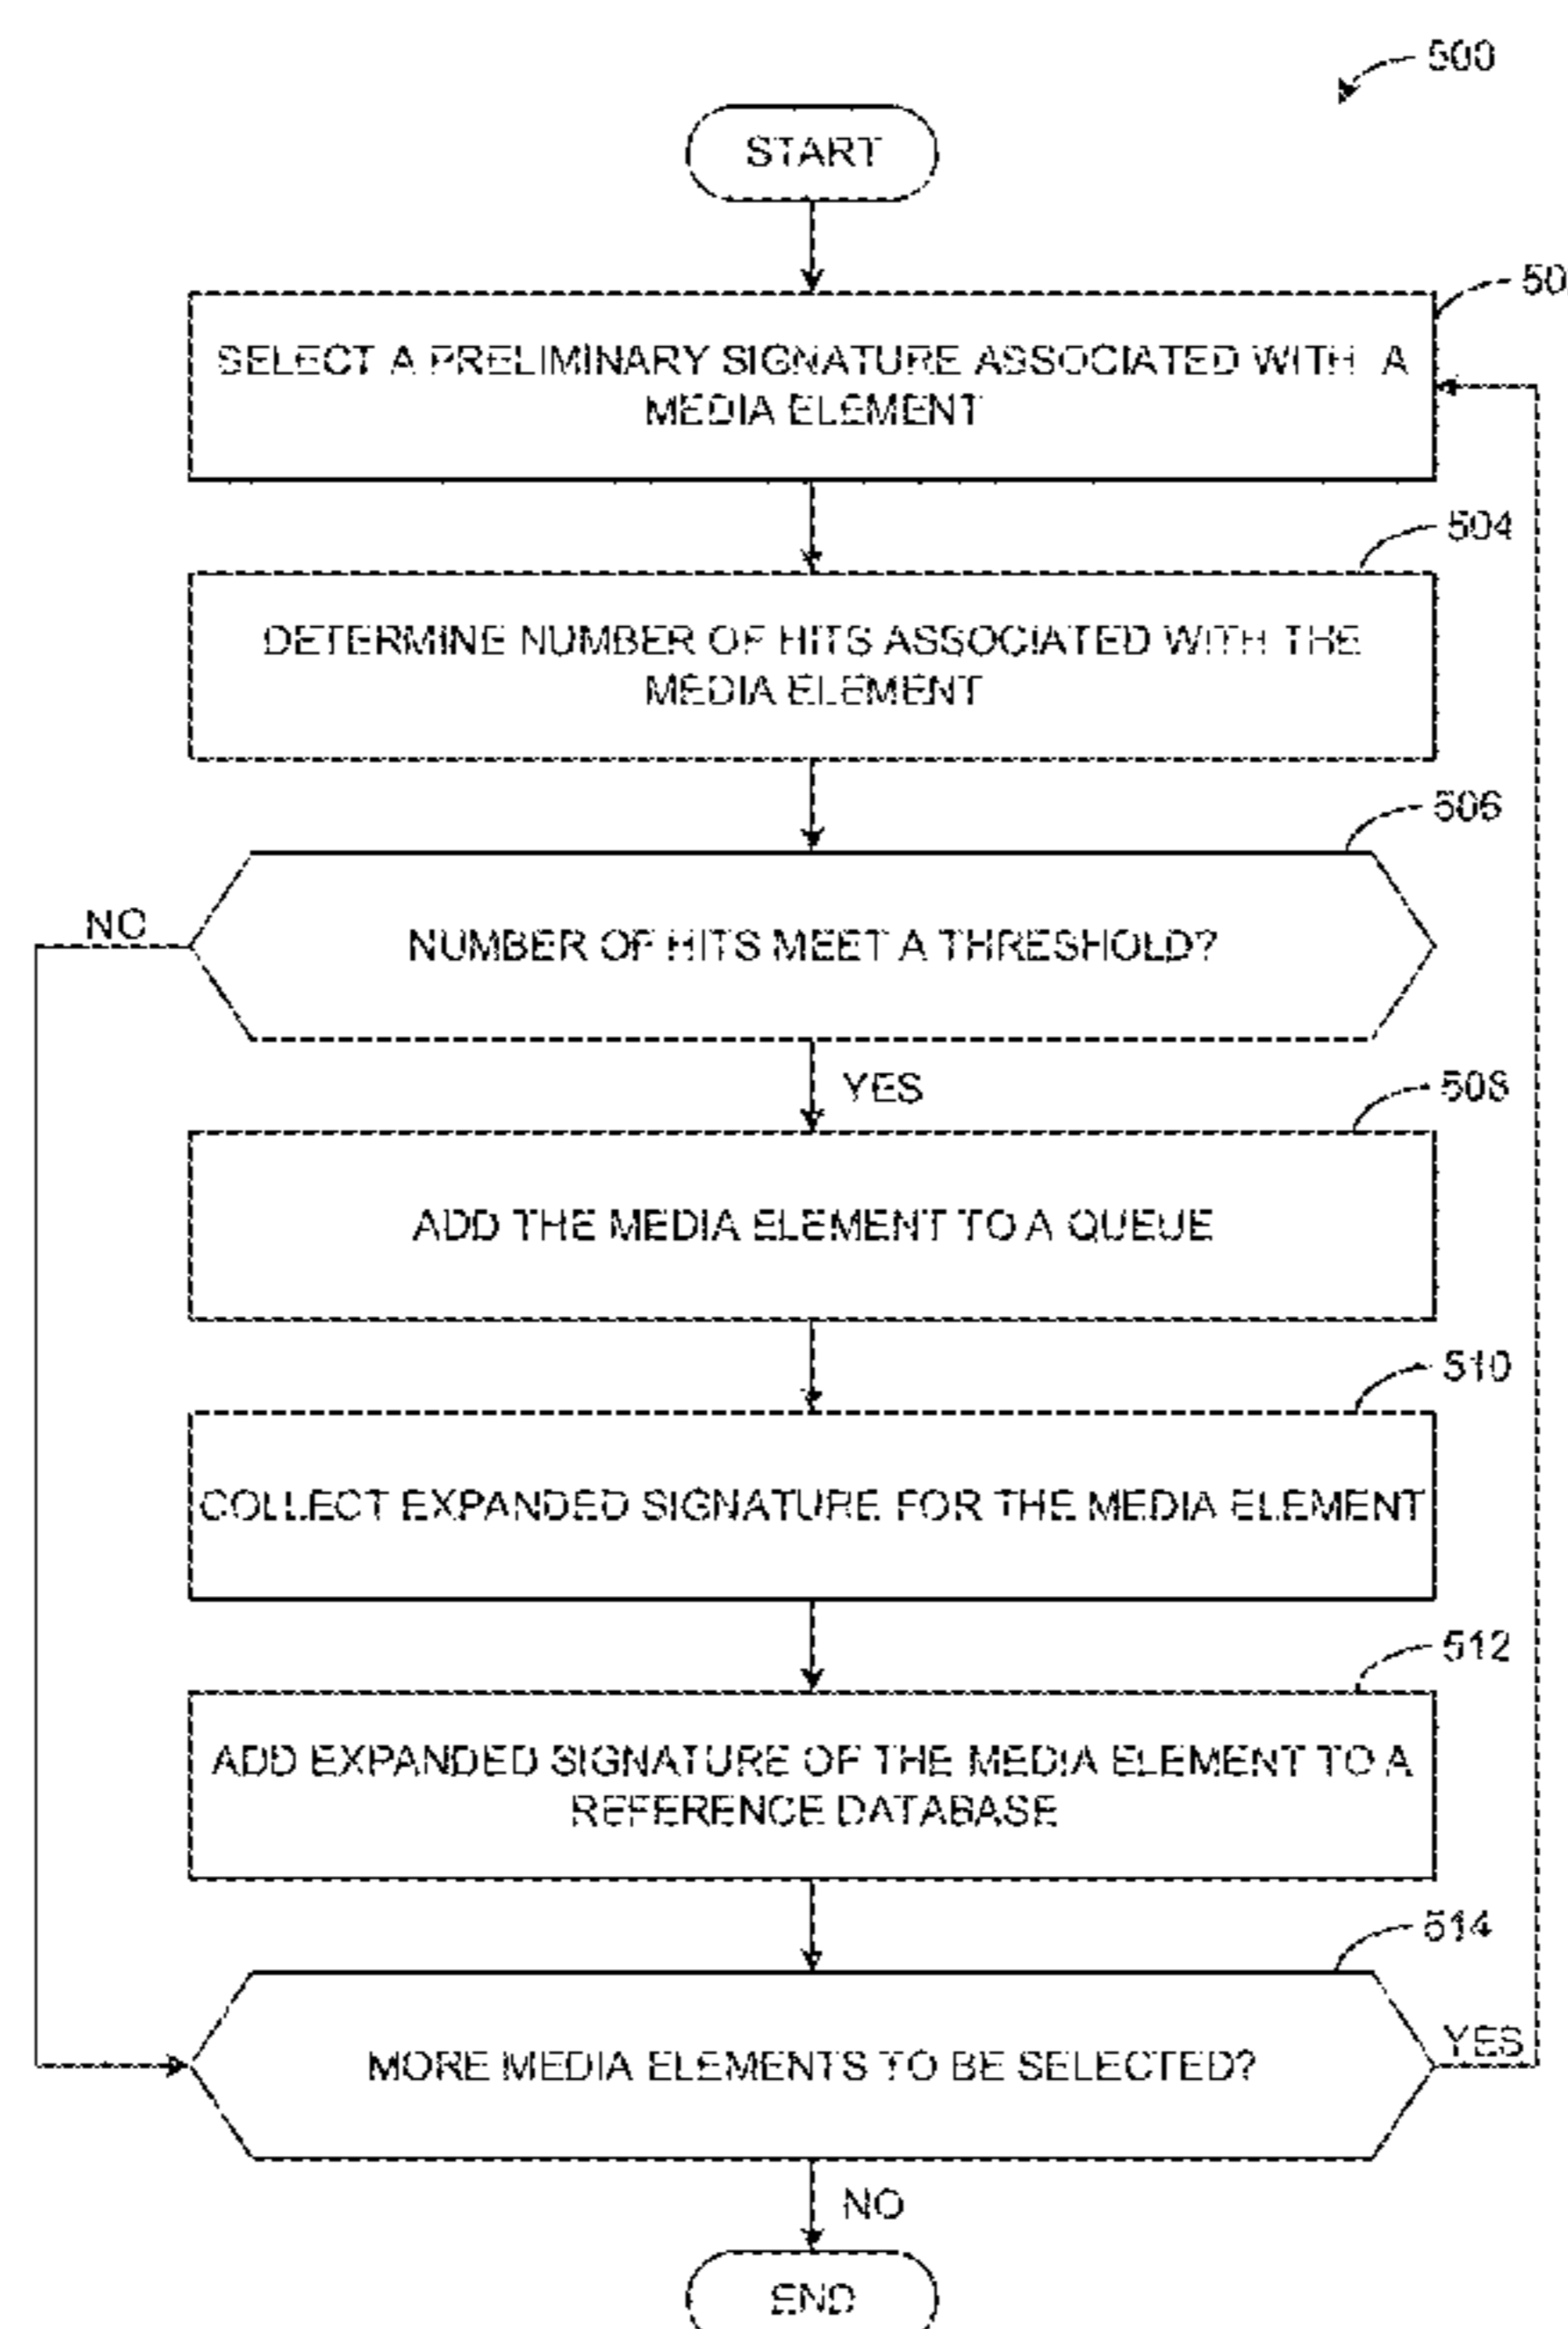 500
START
50
SELECT A PRELIMINARY SIGNATURE ASSOCIATED WITH A
MEDIA ELEMENT
504
DETERMINE NUMBER OF HITS ASSOCIATED WITH THE
MEDIA ELEMENT
506
NO
NUMBER OF HITS MEET A THRESHOLD?
YES
508
ADD THE MEDIA ELEMENT TO A QUEUE
510
COLLECT EXPANDED SIGNATURE FOR THE MEDIA ELEMENT
512
ADD EXPANDED SIGNATURE OF THE MEDIA ELEMENT TO A
REFERENCE DATABASE
514
MORE MEDIA ELEMENTS TO BE SELECTED?
YES
NO
END